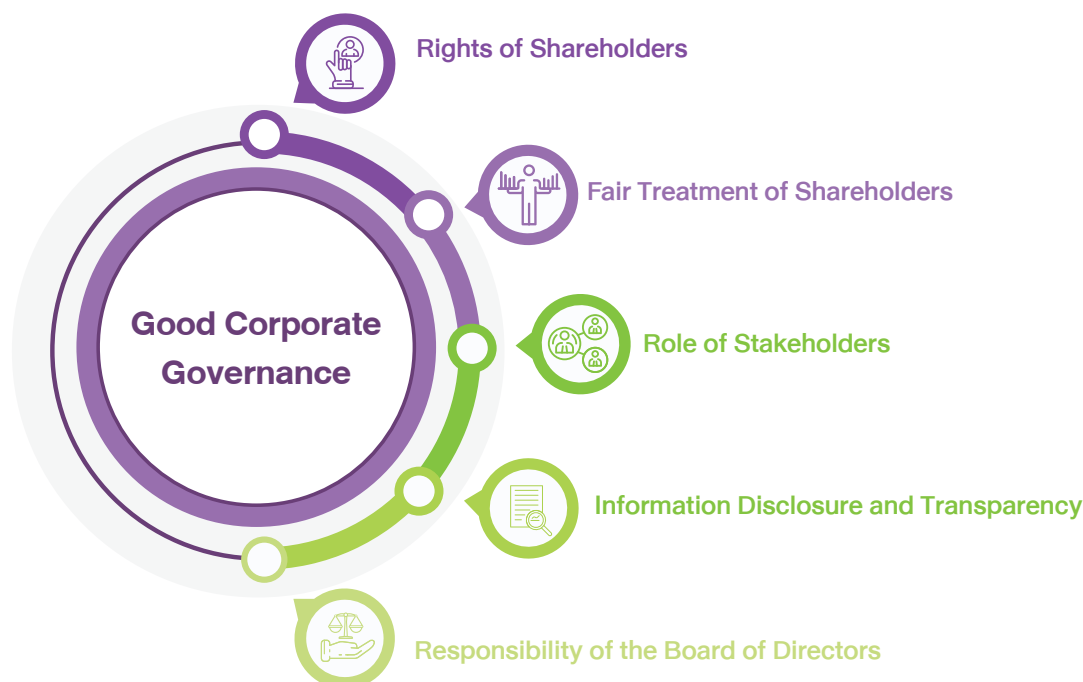 Rights of Shareholders
Fair Treatment of Shareholders
Good Corporate
Governance
Role of Stakeholders
Information Disclosure and Transparency
Responsibility of the Board of Directors